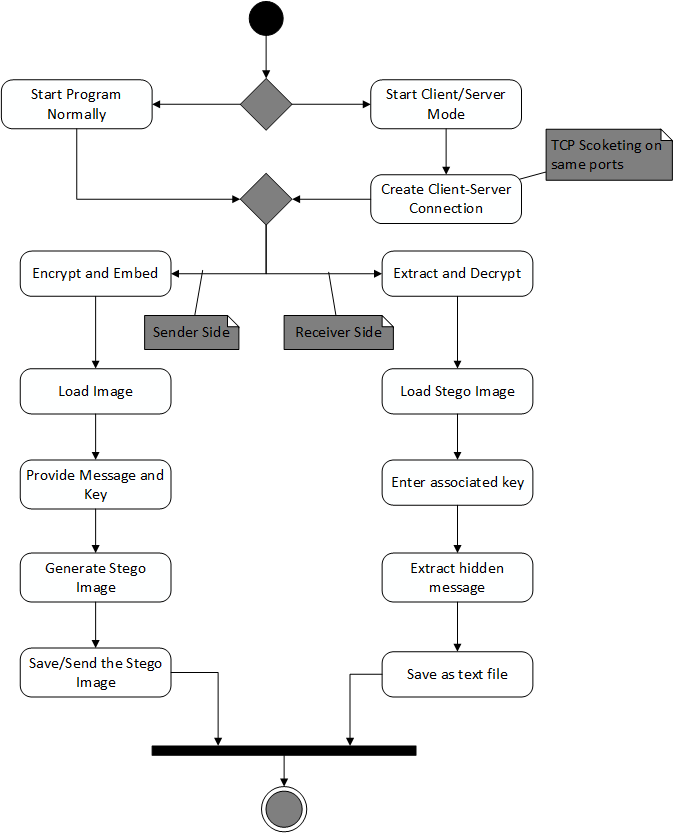 Start Program
Normally
Start Client/Server
Mode
TCP Scoketing on
same ports
Create Client-Server
Connection
Encrypt and Embed
Extract and Decrypt
Sender Side
Receiver Side
Load Image
Load Stego Image
Provide Message and
Key
Enter associated key
Generate Stego
Image
Extract hidden
message
Save/Send the Stego
Image
Save as text file